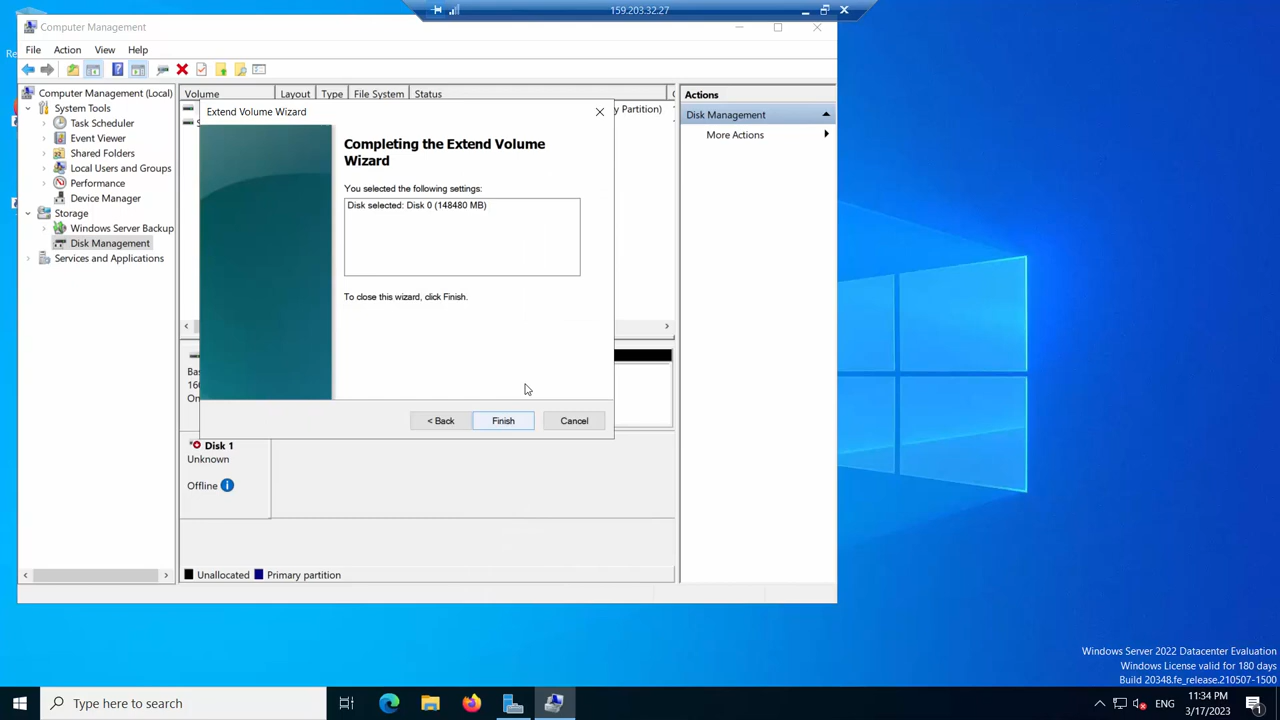 159.203.32.27
Computer Management
File Action View Help
Computer Management (Local)
System Tools
Task Scheduler
Event Viewer
Shared Folders
Local Users and Groups
Performance
Device Manager
Storage
Windows Server Backup
Disk Management
Services and Applications
Volume Layout Type File System Status
y Partition)
Extend Volume Wizard
Completing the Extend Volume
Wizard
You selected the following settings:
Disk selected: Disk 0 (148480 MB)
To close this wizard, click Finish.
< Back Finish Cancel
Bas
16
On
Disk 1
Unknown
Offline
Unallocated Primary partition
Actions
Disk Management
More Actions
Windows Server 2022 Datacenter Evaluation
Windows License valid for 180 days
Build 20348.fe_release.210507-1500
Type here to search
ENG
11:34 PM
3/17/2023
1